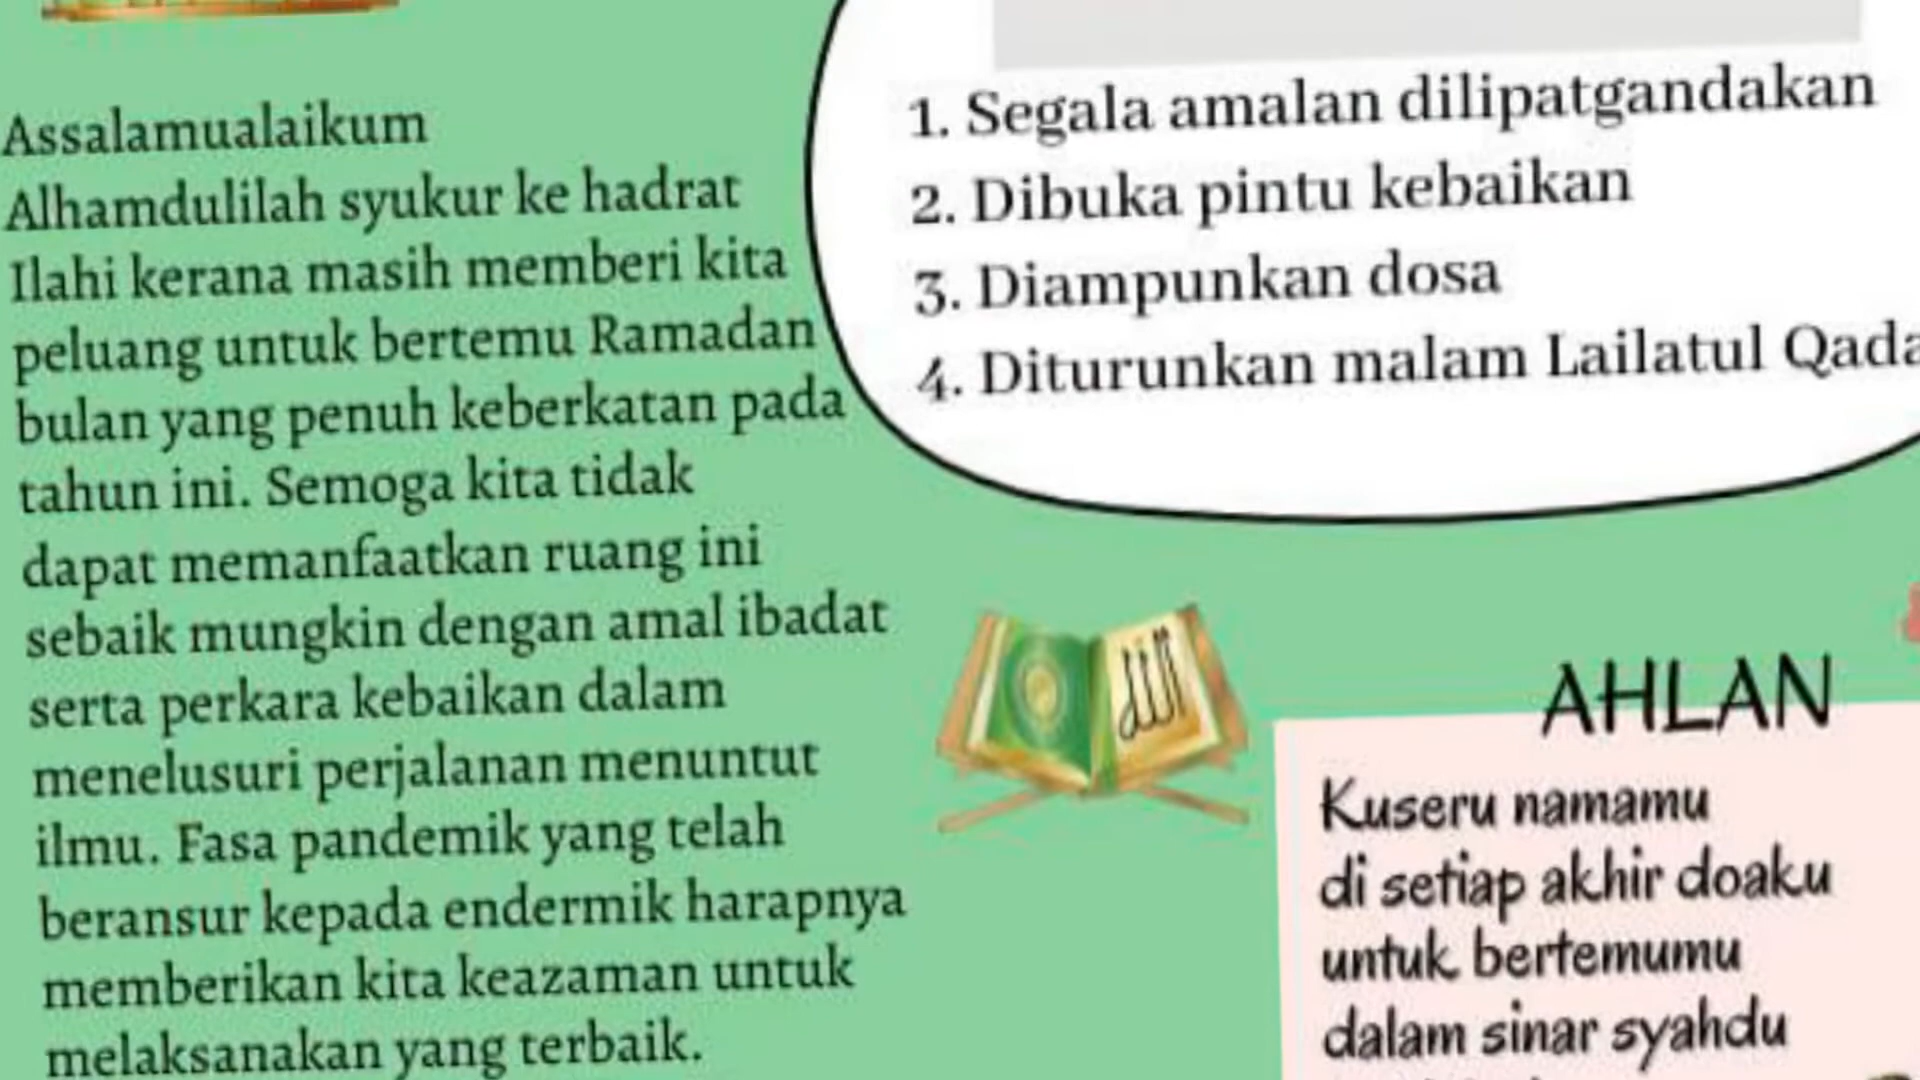 Assalamualaikum
Alhamdulilah syukur ke hadrat
Ilahi kerana masih memberi kita
peluang untuk bertemu Ramadan
bulan yang penuh keberkatan pada
tahun ini. Semoga kita tidak
dapat memanfaatkan ruang ini
sebaik mungkin dengan amal ibadat
serta perkara kebaikan dalam
menelusuri perjalanan menuntut
ilmu. Fasa pandemik yang telah
beransur kepada endermik harapnya
memberikan kita keazaman untuk
melaksanakan yang terbaik.
1. Segala amalan dilipatgandakan
2. Dibuka pintu kebaikan
3. Diampunkan dosa
4. Diturunkan malam Lailatul Qada
الله
AHLAN
Kuseru namamu
di setiap akhir doaku
untuk bertemumu
dalam sinar syahdu